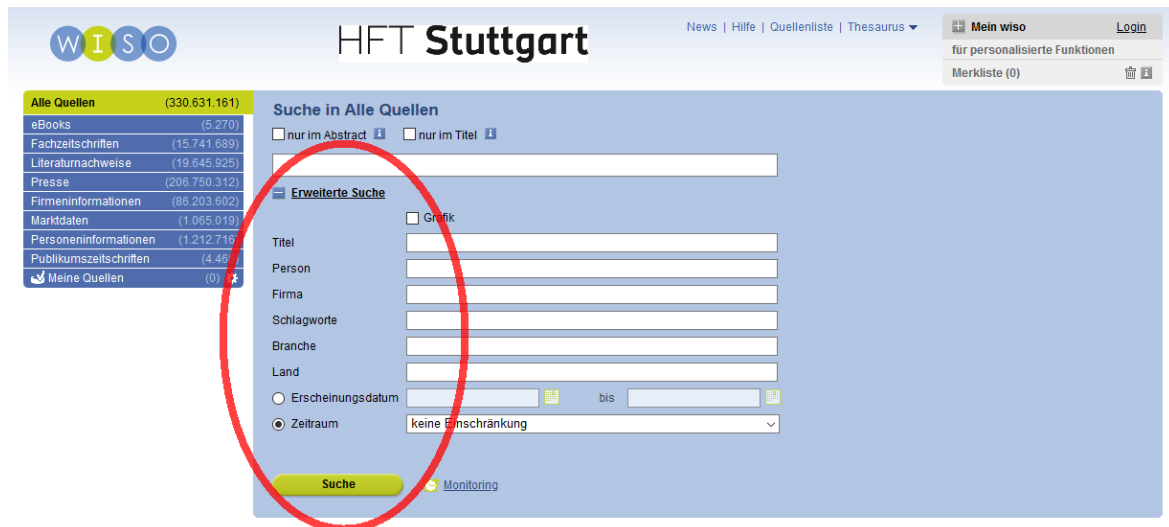 WISO
HFT Stuttgart
News | Hilfe | Quellenliste | Thesaurus
Mein wiso Login
für personalisierte Funktionen
Merkliste (0)
Alle Quellen (330.631.161)
eBooks (5.270)
Fachzeitschriften (15.741.689)
Literaturnachweise (19.645.925)
Presse (206.750.312)
Firmeninformationen (86.203.602)
Marktdaten (1.065.019)
Personeninformationen (1.212.716)
Publikumszeitschriften
Meine Quellen (0)
Suche in Alle Quellen
nur im Abstract nur im Titel
Erweiterte Suche
Grafik
Titel
Person
Firma
Schlagworte
Branche
Land
Erscheinungsdatum bis
Zeitraum keine Einschränkung
Suche Monitoring